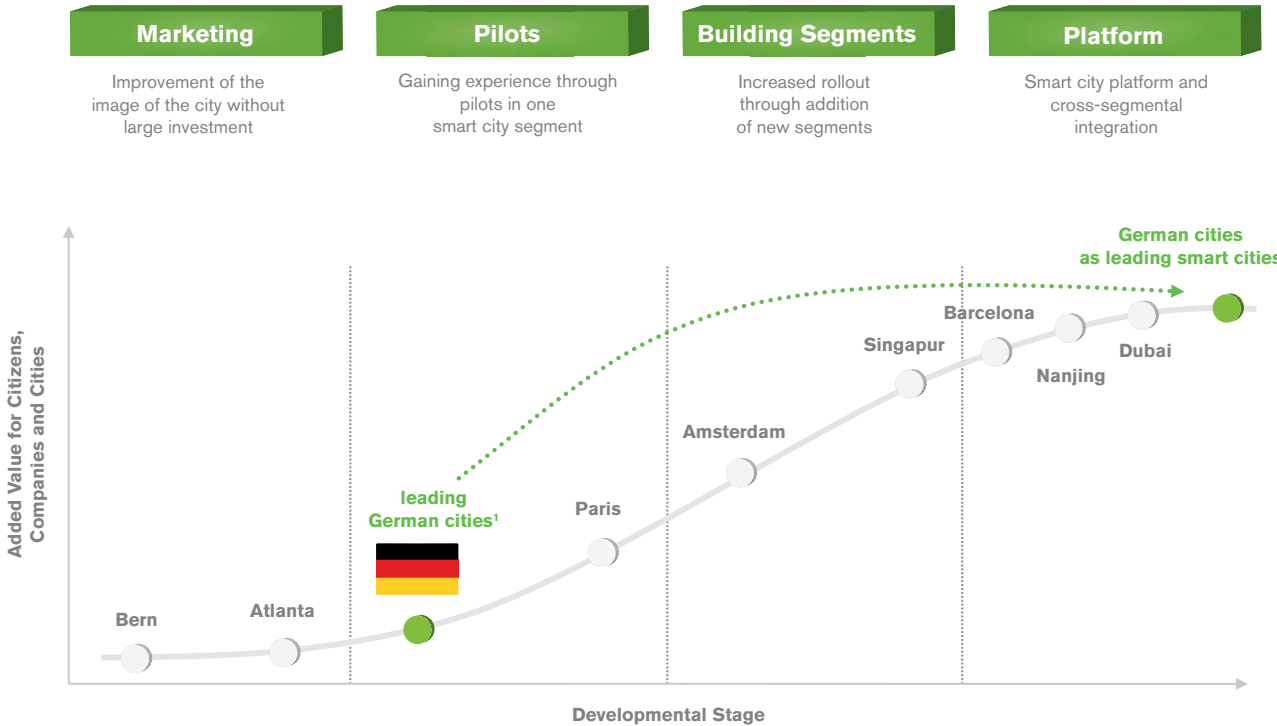 Marketing
Improvement of the
image of the city without
large investment
Pilots
Gaining experience through
pilots in one
smart city segment
Building Segments
Increased rollout
through addition
of new segments
Platform
Smart city platform and
cross-segmental
integration
German cities
as leading smart cities
Barcelona
Singapur
Dubai
Nanjing
Amsterdam
leading
German cities¹
Paris
Atlanta
Bern
Added Value for Citizens,
Companies and Cities
Developmental Stage